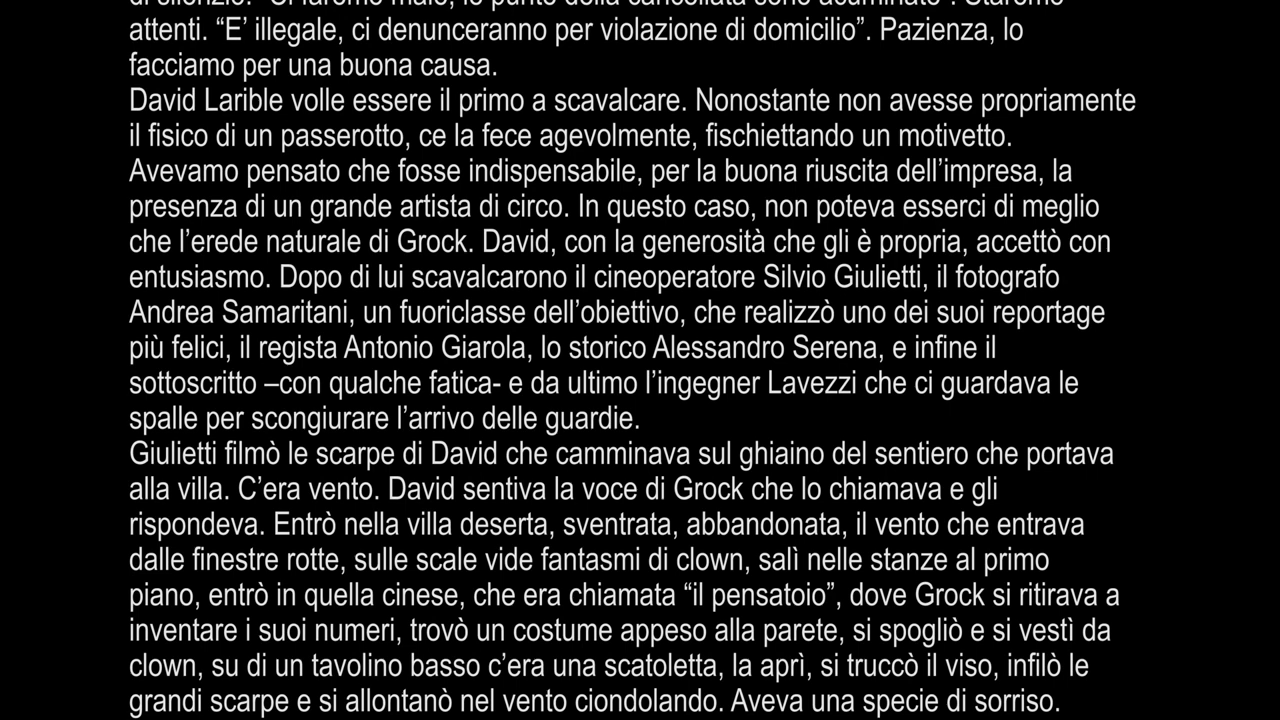 di silenzio. “Ci faremo male, le punte della cancellata sono acuminate”. Staremo
attenti. “E’ illegale, ci denunceranno per violazione di domicilio”. Pazienza, lo
facciamo per una buona causa.
David Larible volle essere il primo a scavalcare. Nonostante non avesse propriamente
il fisico di un passerotto, ce la fece agevolmente, fischiettando un motivetto.
Avevamo pensato che fosse indispensabile, per la buona riuscita dell’impresa, la
presenza di un grande artista di circo. In questo caso, non poteva esserci di meglio
che l’erede naturale di Grock. David, con la generosità che gli è propria, accettò con
entusiasmo. Dopo di lui scavalcarono il cineoperatore Silvio Giulietti, il fotografo
Andrea Samaritani, un fuoriclasse dell’obiettivo, che realizzò uno dei suoi reportage
più felici, il regista Antonio Giarola, lo storico Alessandro Serena, e infine il
sottoscritto –con qualche fatica- e da ultimo l’ingegner Lavezzi che ci guardava le
spalle per scongiurare l’arrivo delle guardie.
Giulietti filmò le scarpe di David che camminava sul ghiaino del sentiero che portava
alla villa. C’era vento. David sentiva la voce di Grock che lo chiamava e gli
rispondeva. Entrò nella villa deserta, sventrata, abbandonata, il vento che entrava
dalle finestre rotte, sulle scale vide fantasmi di clown, salì nelle stanze al primo
piano, entrò in quella cinese, che era chiamata “il pensatoio”, dove Grock si ritirava a
inventare i suoi numeri, trovò un costume appeso alla parete, si spogliò e si vestì da
clown, su di un tavolino basso c’era una scatoletta, la aprì, si truccò il viso, infilò le
grandi scarpe e si allontanò nel vento ciondolando. Aveva una specie di sorriso.